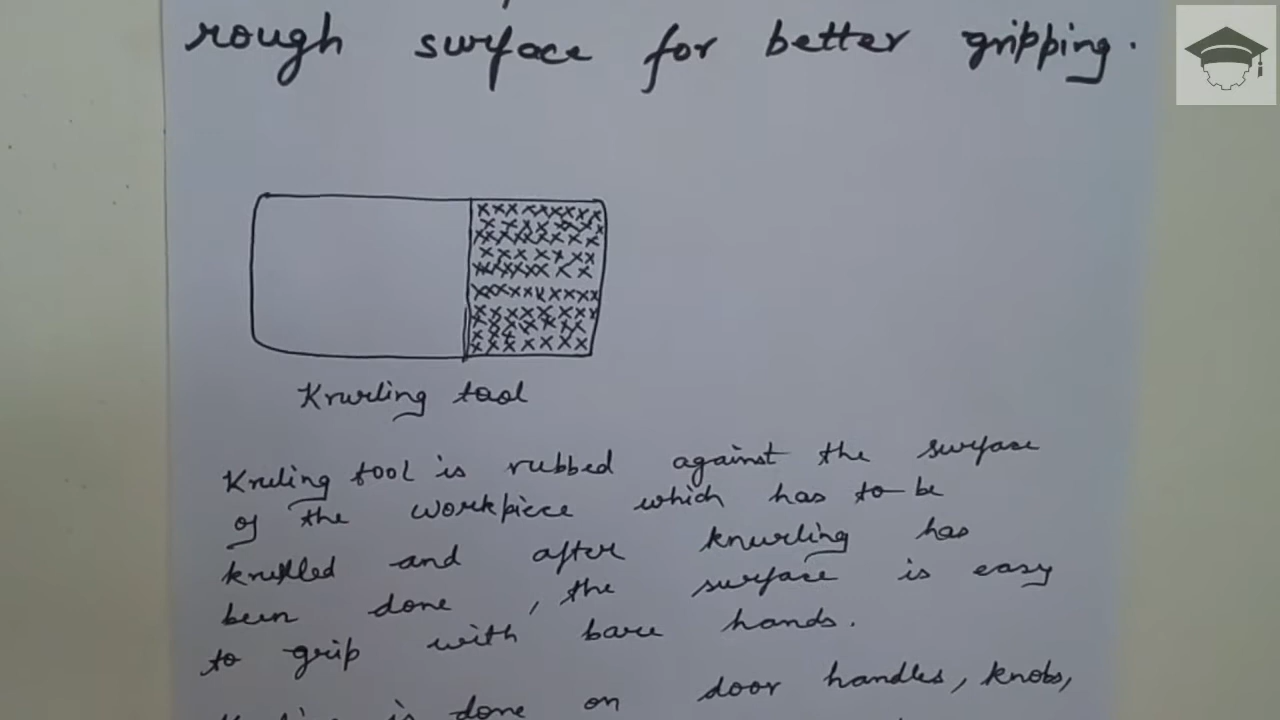 rough surface for better gripping.
Knurling tool
Kruling tool is rubbed against the surface
of the workpiece which has to be
knurlled and after knurling has
been done, the surface is easy
to grip with bare hands.
is done on door handles, knobs,